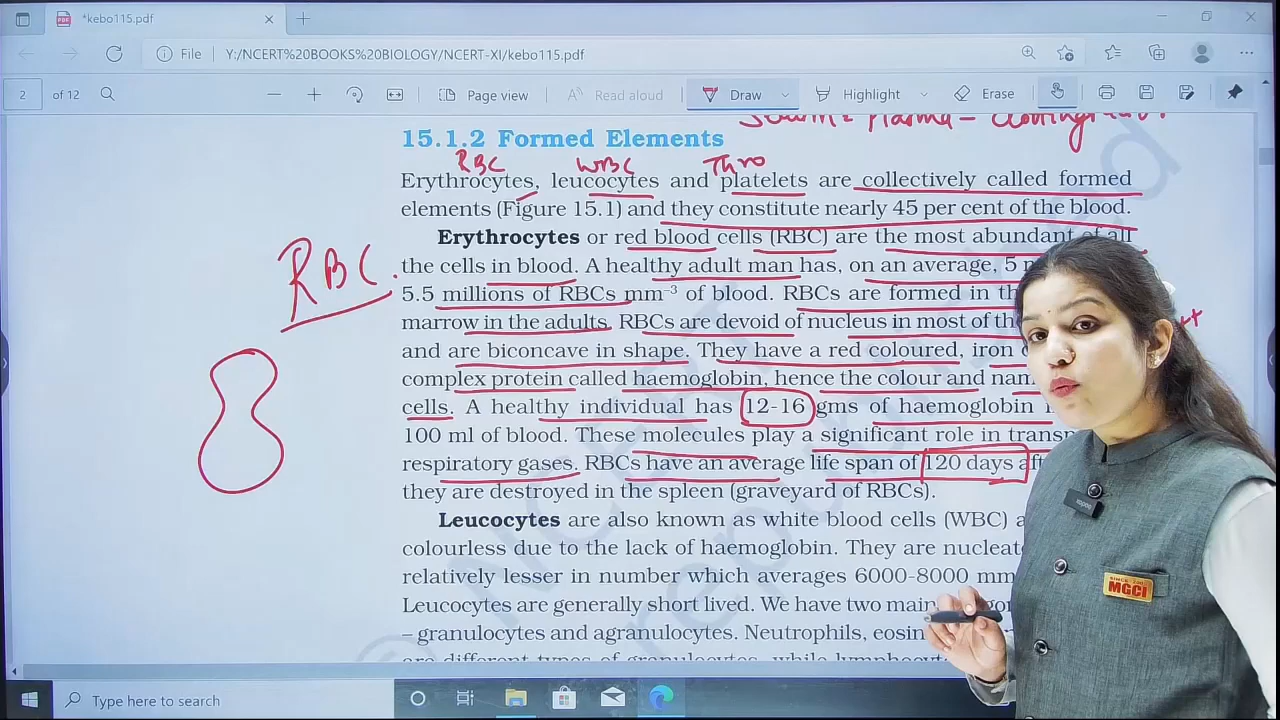 *kebo115.pdf
File Y:/NCERT%20BOOKS%20BIOLOGY/NCERT-XI/kebo115.pdf
2 of 12 Page view Read aloud Draw Highlight Erase
15.1.2 Formed Elements
RBC WBC Thro
Erythrocytes, leucocytes and platelets are collectively called formed
elements (Figure 15.1) and they constitute nearly 45 per cent of the blood.
Erythrocytes or red blood cells (RBC) are the most abundant of all
RBC
the cells in blood. A healthy adult man has, on an average, 5
5.5 millions of RBCs mm-3 of blood. RBCs are formed in the
marrow in the adults. RBCs are devoid of nucleus in most of the
and are biconcave in shape. They have a red coloured, iron
complex protein called haemoglobin, hence the colour and
cells. A healthy individual has 12-16 gms of haemoglobin
100 ml of blood. These molecules play a significant role in
respiratory gases. RBCs have an average life span of 120 days
they are destroyed in the spleen (graveyard of RBCs).
Leucocytes are also known as white blood cells (WBC)
colourless due to the lack of haemoglobin. They are
relatively lesser in number which averages 6000-8000
Leucocytes are generally short lived. We have two main
– granulocytes and agranulocytes. Neutrophils,
are different types of granulocytes, while
MGCI
Type here to search